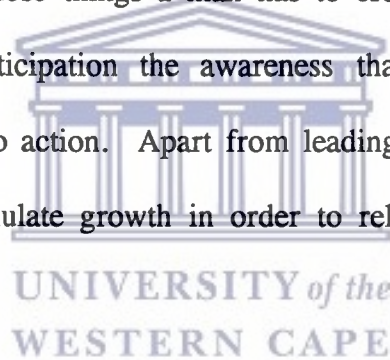 ticipation the awareness tha
o action. Apart from leading
ulate growth in order to rel
UNIVERSITY of the
WESTERN CAPE